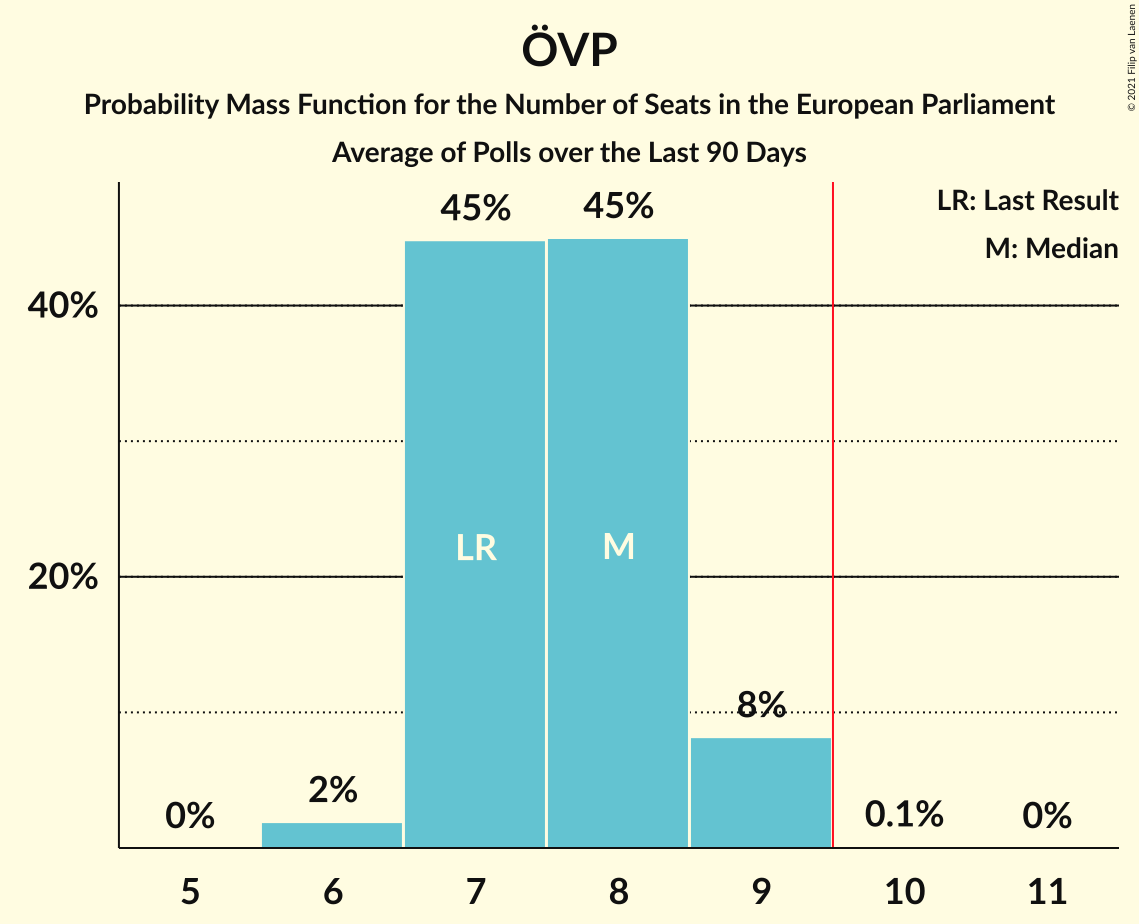 ÖVP
Probability Mass Function for the Number of Seats in the European Parliament
Average of Polls over the Last 90 Days
© 2021 Filip van Laenen
LR: Last Result
M: Median
45%
45%
40%
LR
M
20%
8%
2%
0%
0.1%
0%
5
6
7
8
9
10
11